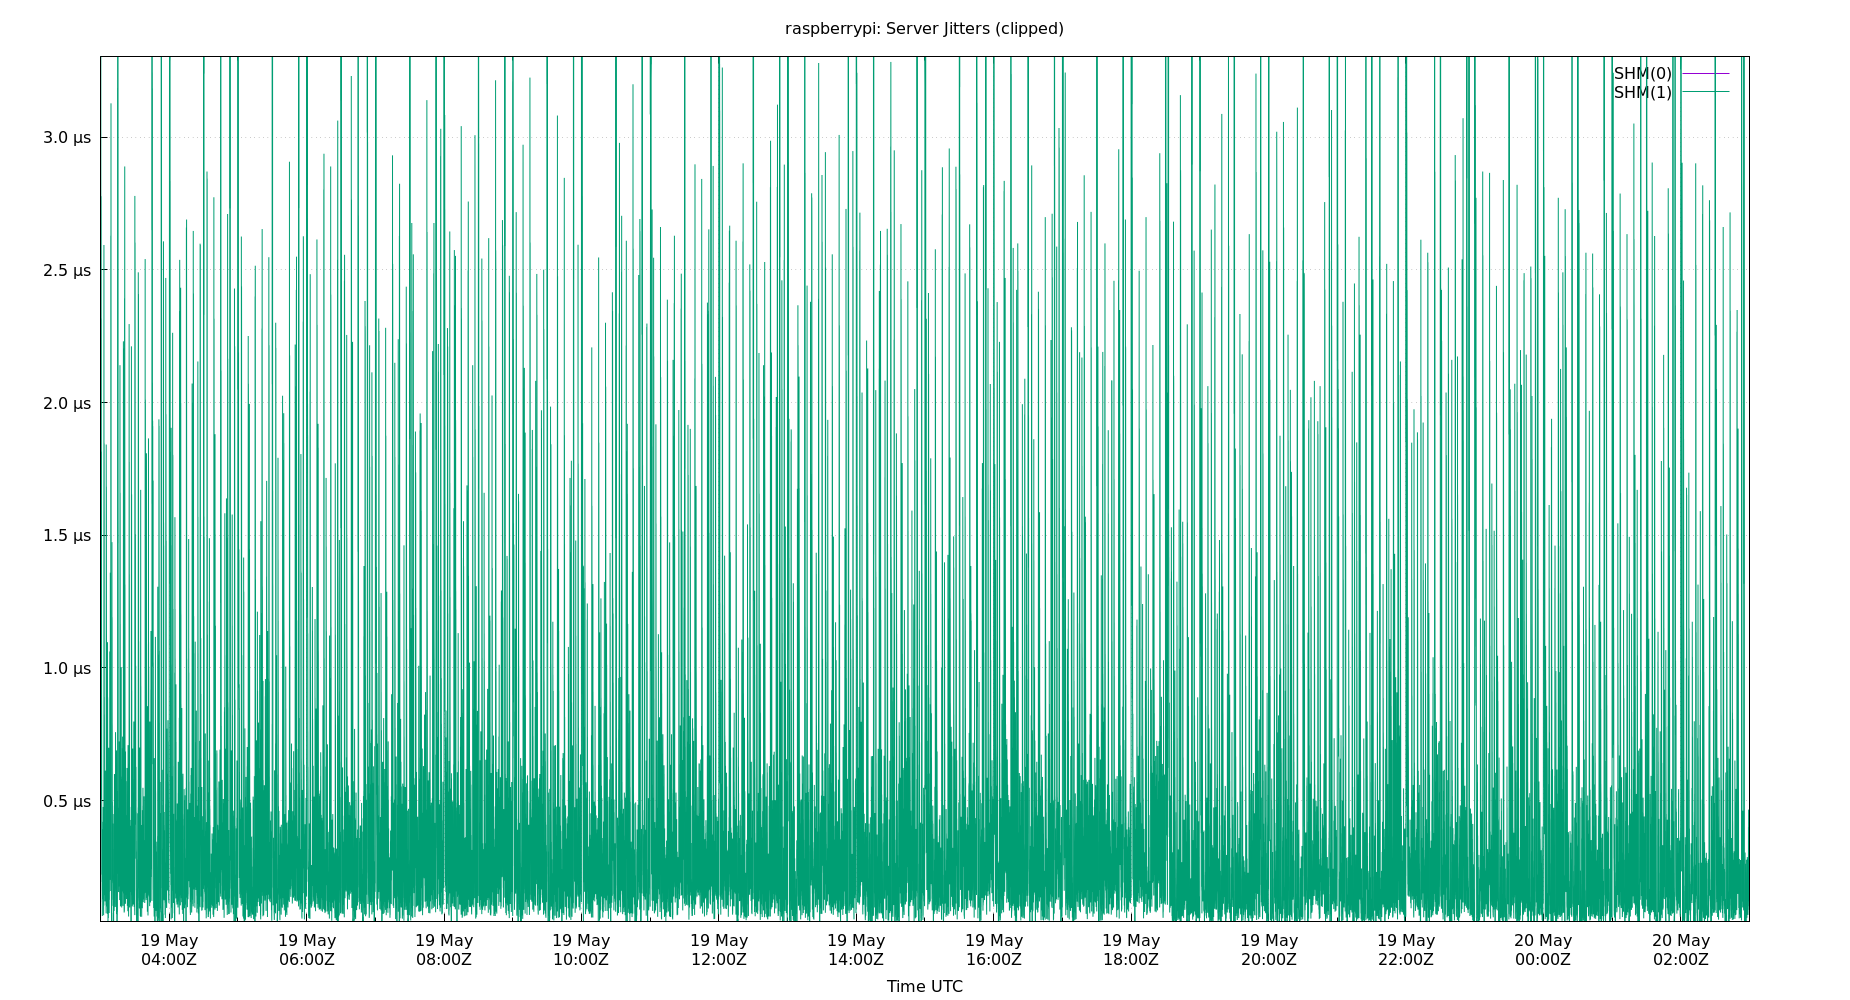 raspberrypi: Server Jitters (clipped)
SHM(0)
SHM(1)
3.0 µs
2.5 µs
2.0 µs
1.5 µs
1.0 µs
0.5 µs
19 May 19 May 19 May 19 May 19 May 19 May 19 May 19 May 19 May 19 May 20 May 20 May
04:00Z 06:00Z 08:00Z 10:00Z 12:00Z 14:00Z 16:00Z 18:00Z 20:00Z 22:00Z 00:00Z 02:00Z
Time UTC